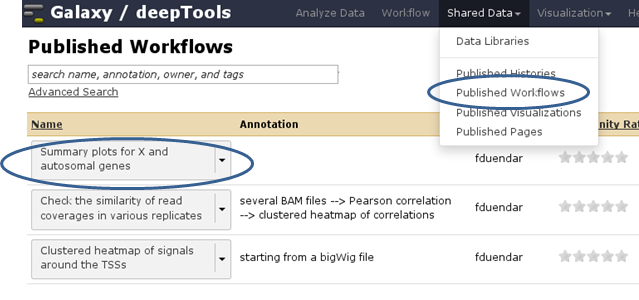 Galaxy / deepTools
Analyze Data Workflow Shared Data Visualization He
Published Workflows
Data Libraries
search name, annotation, owner, and tags
Published Histories
Advanced Search
Published Workflows
Published Visualizations
Published Pages
Name Annotation unity Rat
Summary plots for X and
autosomal genes
fduendar
Check the similarity of read
coverages in various replicates
several BAM files --> Pearson correlation
--> clustered heatmap of correlations
fduendar
Clustered heatmap of signals
around the TSSs
starting from a bigWig file
fduendar